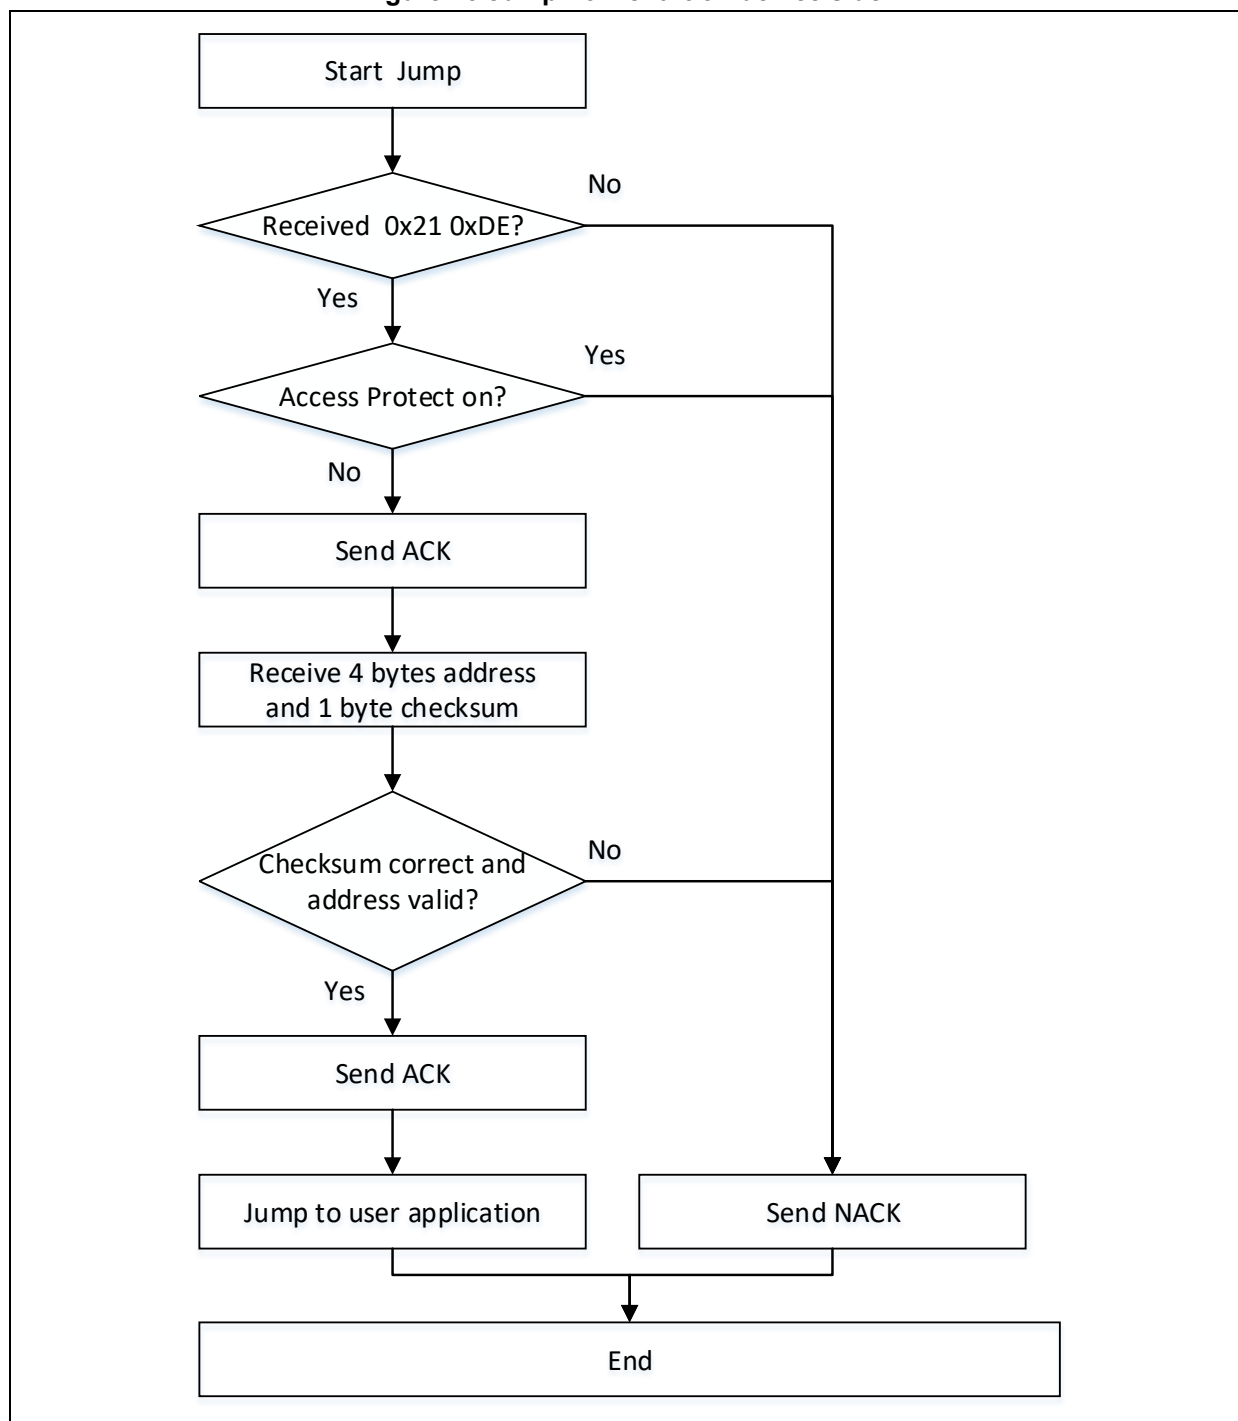 Start Jump
No
Received 0x21 0xDE?
Yes
Yes
Access Protect on?
No
Send ACK
Receive 4 bytes address
and 1 byte checksum
No
Checksum correct and
address valid?
Yes
Send ACK
Jump to user application
Send NACK
End